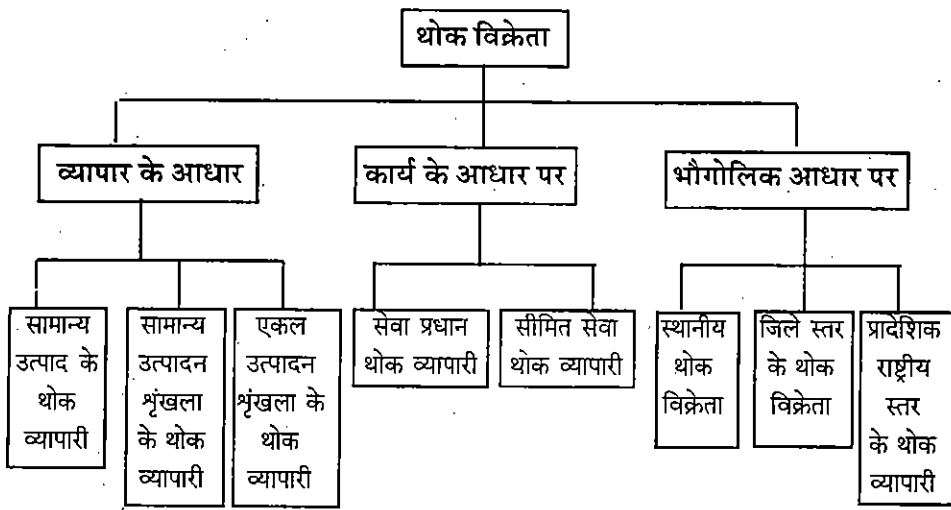 थोक विक्रेता
व्यापार के आधार
कार्य के आधार पर
भौगोलिक आधार पर
सामान्य
उत्पाद के
थोक
व्यापारी
सामान्य
उत्पादन
शृंखला
के थोक
व्यापारी
एकल
उत्पादन
शृंखला के
थोक
व्यापारी
सेवा प्रधान
थोक व्यापारी
सीमित सेवा
थोक व्यापारी
स्थानीय
थोक
विक्रेता
जिले स्तर
के थोक
विक्रेता
प्रादेशिक
राष्ट्रीय
स्तर
के थोक
व्यापारी